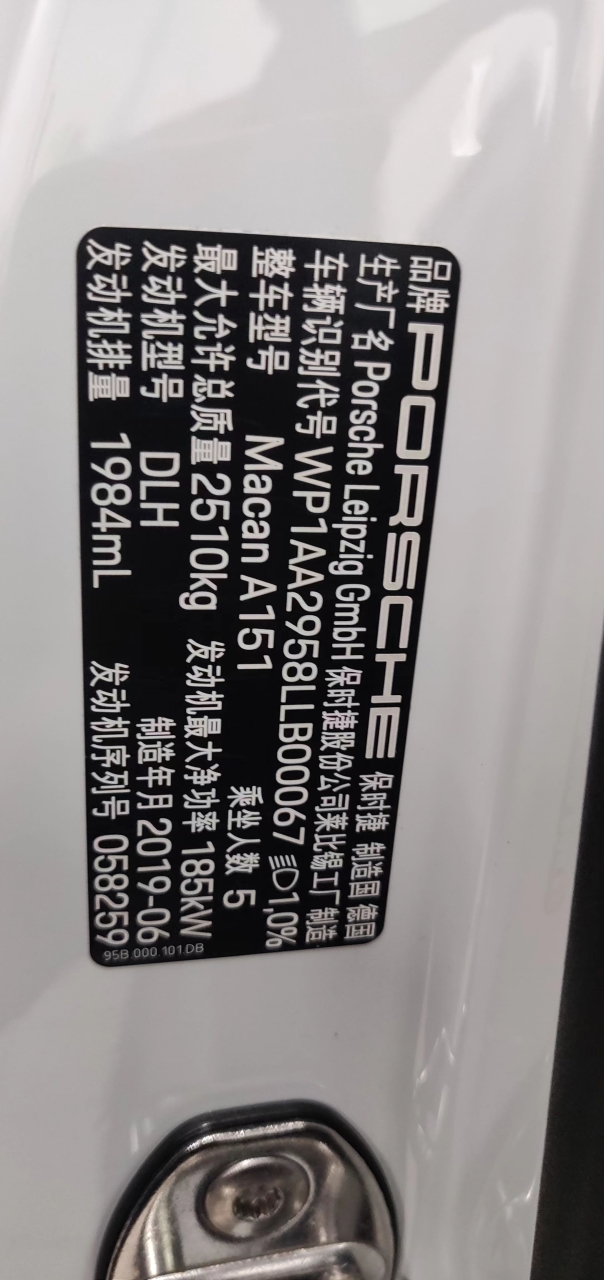 品牌 PORSCHE 保时捷 制造国 德国
生产厂名 Porsche Leipzig GmbH 保时捷股份公司莱比锡工厂 制造
车辆识别代号 WP1AA2958LLB00067 1,0%
整车型号 Macan A151 乘坐人数 5
最大允许总质量 2510kg 发动机最大净功率 185kW
发动机型号 DLH 制造年月 2019-06
发动机排量 1984mL 发动机序列号 058259
95B.000.101.DB